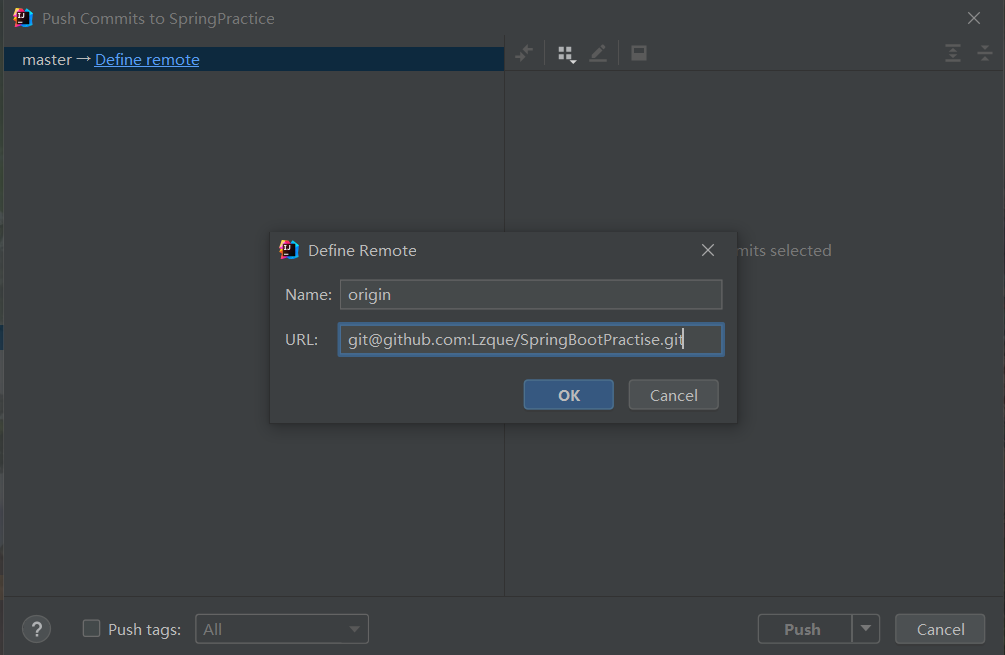 Push Commits to SpringPractice
master → Define remote
mits selected
Define Remote
Name: origin
URL: git@github.com:Lzque/SpringBootPractise.git
OK Cancel
? Push tags: All Push Cancel